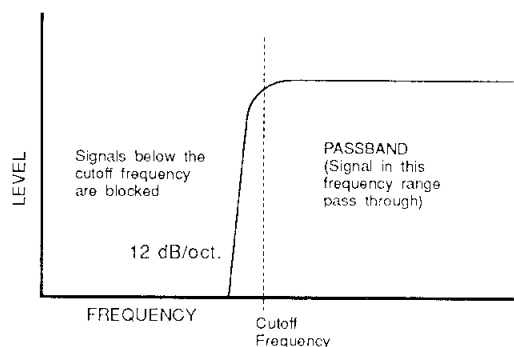 LEVEL
Signals below the
cutoff frequency
are blocked
PASSBAND
(Signal in this
frequency range
pass through)
12 dB/oct.
FREQUENCY
Cutoff
Frequency